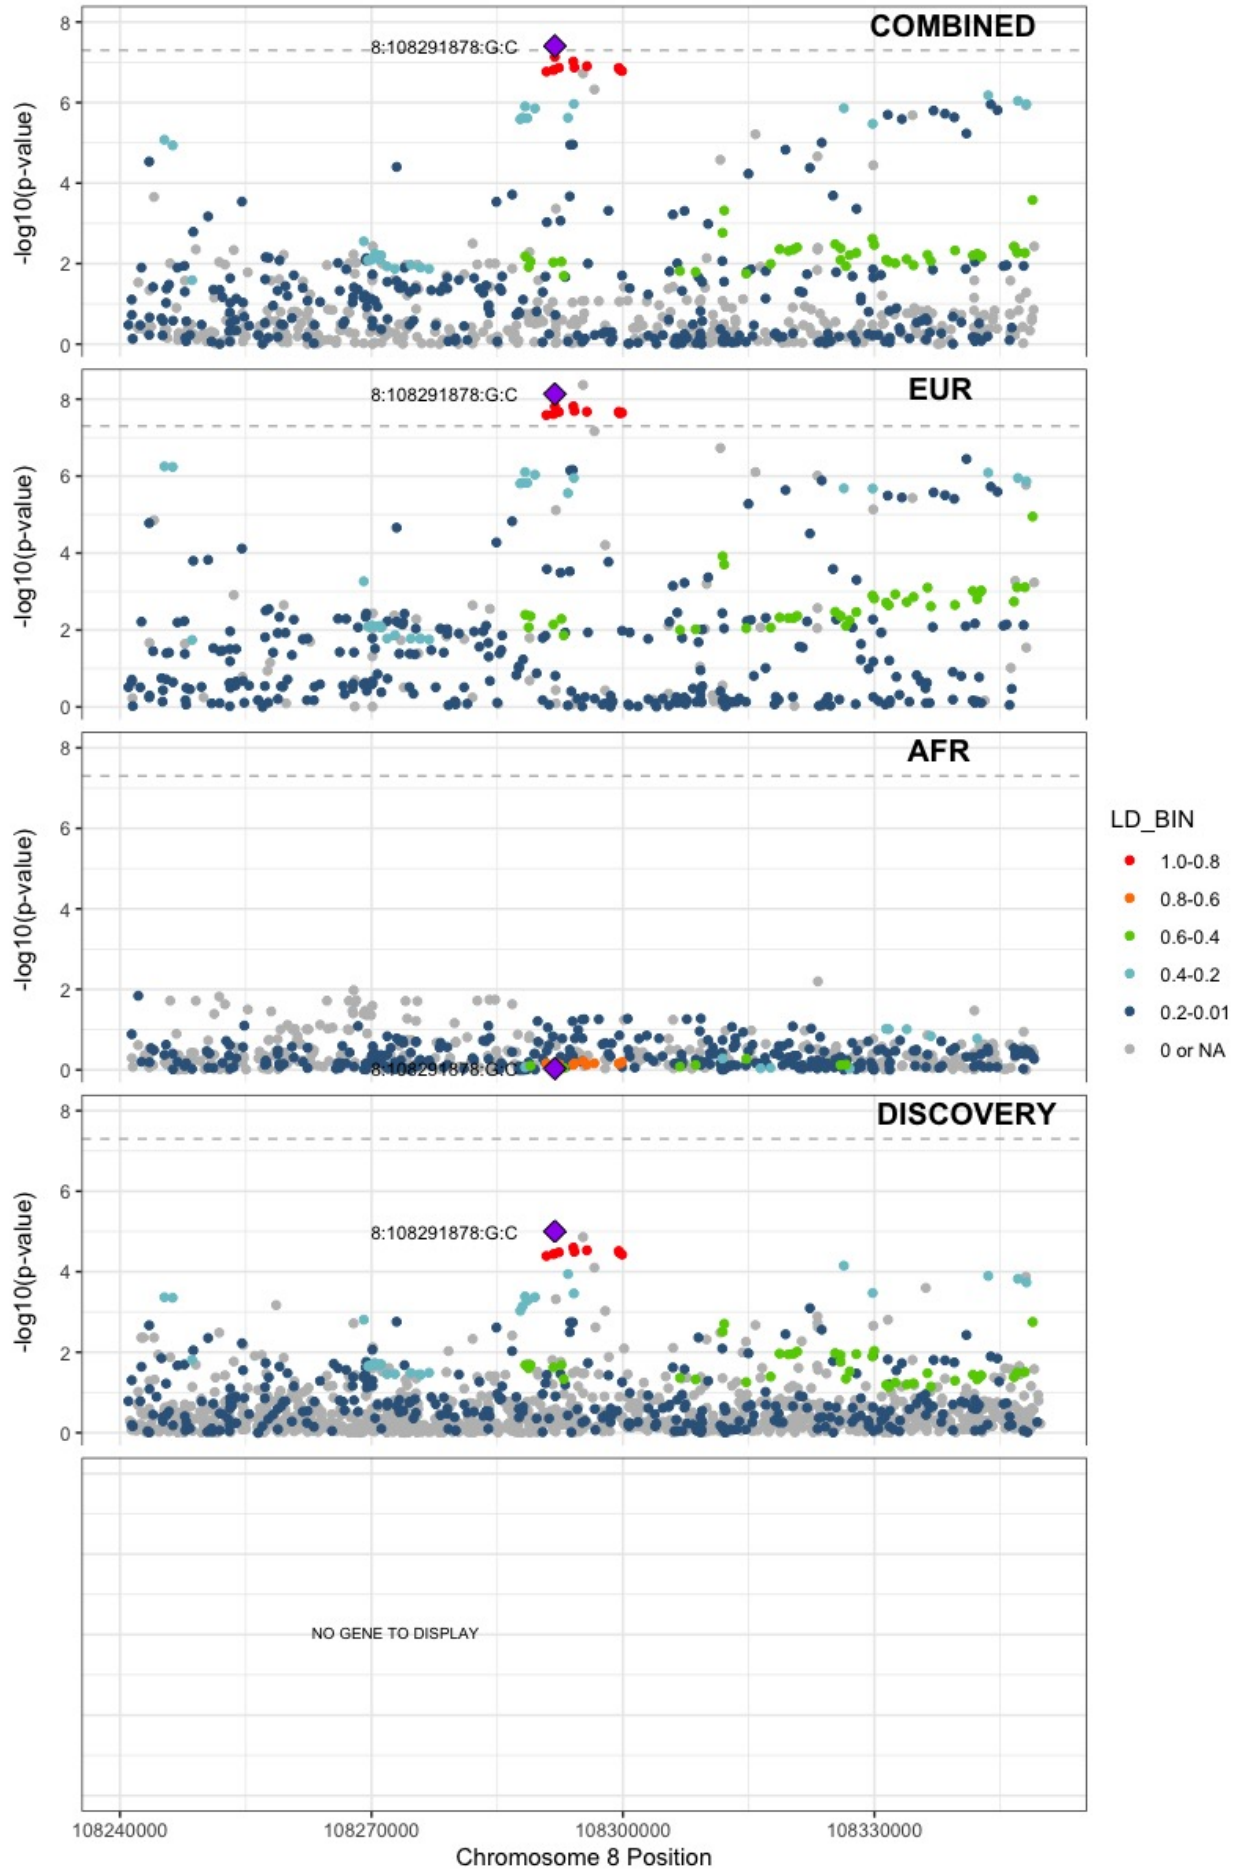 COMBINED
8
8:108291878:G:C
6
4
2
0
-log10(p-value)
EUR
8
8:108291878:G:C
6
4
2
0
-log10(p-value)
AFR
8
6
4
2
0
8:108291878:G:C
-log10(p-value)
DISCOVERY
8
6
8:108291878:G:C
4
2
0
-log10(p-value)
LD_BIN
1.0-0.8
0.8-0.6
0.6-0.4
0.4-0.2
0.2-0.01
0 or NA
NO GENE TO DISPLAY
108240000 108270000 108300000 108330000
Chromosome 8 Position